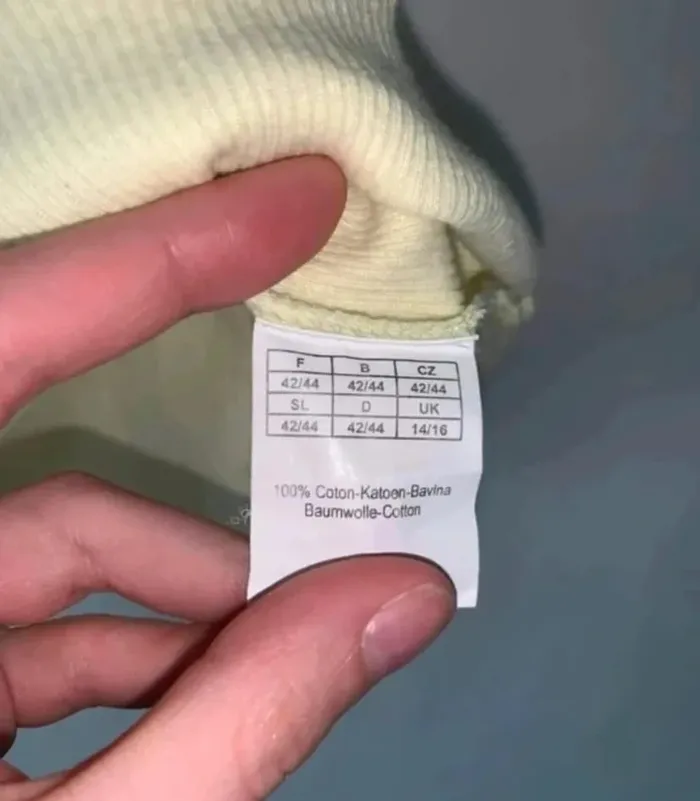 F B CZ
42/44 42/44 42/44
SL D UK
42/44 42/44 14/16
100% Coton-Katoen-Bavlna
Baumwolle-Cotton